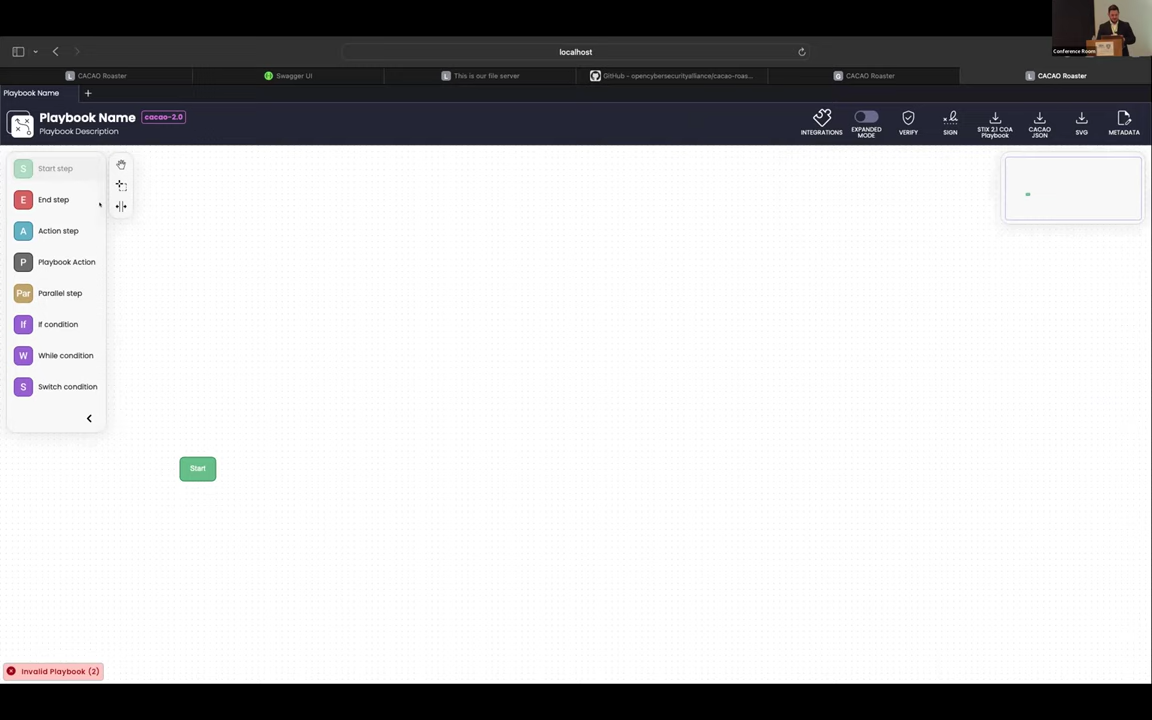 Conference Room
localhost
CACAO Roaster
Swagger UI
This is our file server
GitHub - opencybersecurityalliance/cacao-roas...
CACAO Roaster
CACAO Roaster
Playbook Name
+
Playbook Name
cacao-2.0
Playbook Description
INTEGRATIONS
EXPANDED
MODE
VERIFY
SIGN
STIX 2.1 COA
Playbook
CACAO
JSON
SVG
METADATA
S Start step
E End step
A Action step
P Playbook Action
Par Parallel step
If If condition
W While condition
S Switch condition
Start
Invalid Playbook (2)